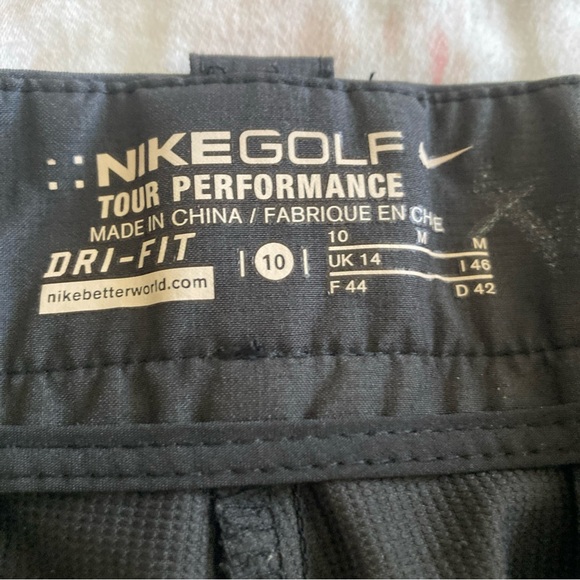 NIKEGOLF
TOUR PERFORMANCE
MADE IN CHINA / FABRIQUE EN CHE
DRI-FIT
nikebetterworld.com
10
10 M M
UK 14 I 46
F 44 D 42